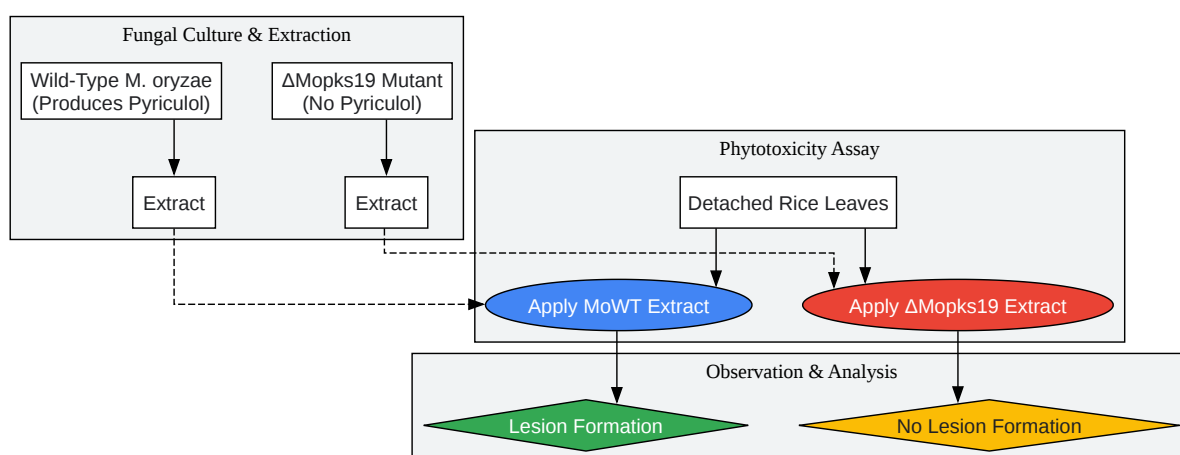 Fungal Culture & Extraction
Wild-Type M. oryzae
(Produces Pyriculol)
ΔMopks19 Mutant
(No Pyriculol)
Extract
Extract
Phytotoxicity Assay
Detached Rice Leaves
Apply MoWT Extract
Apply ΔMopks19 Extract
Observation & Analysis
Lesion Formation
No Lesion Formation